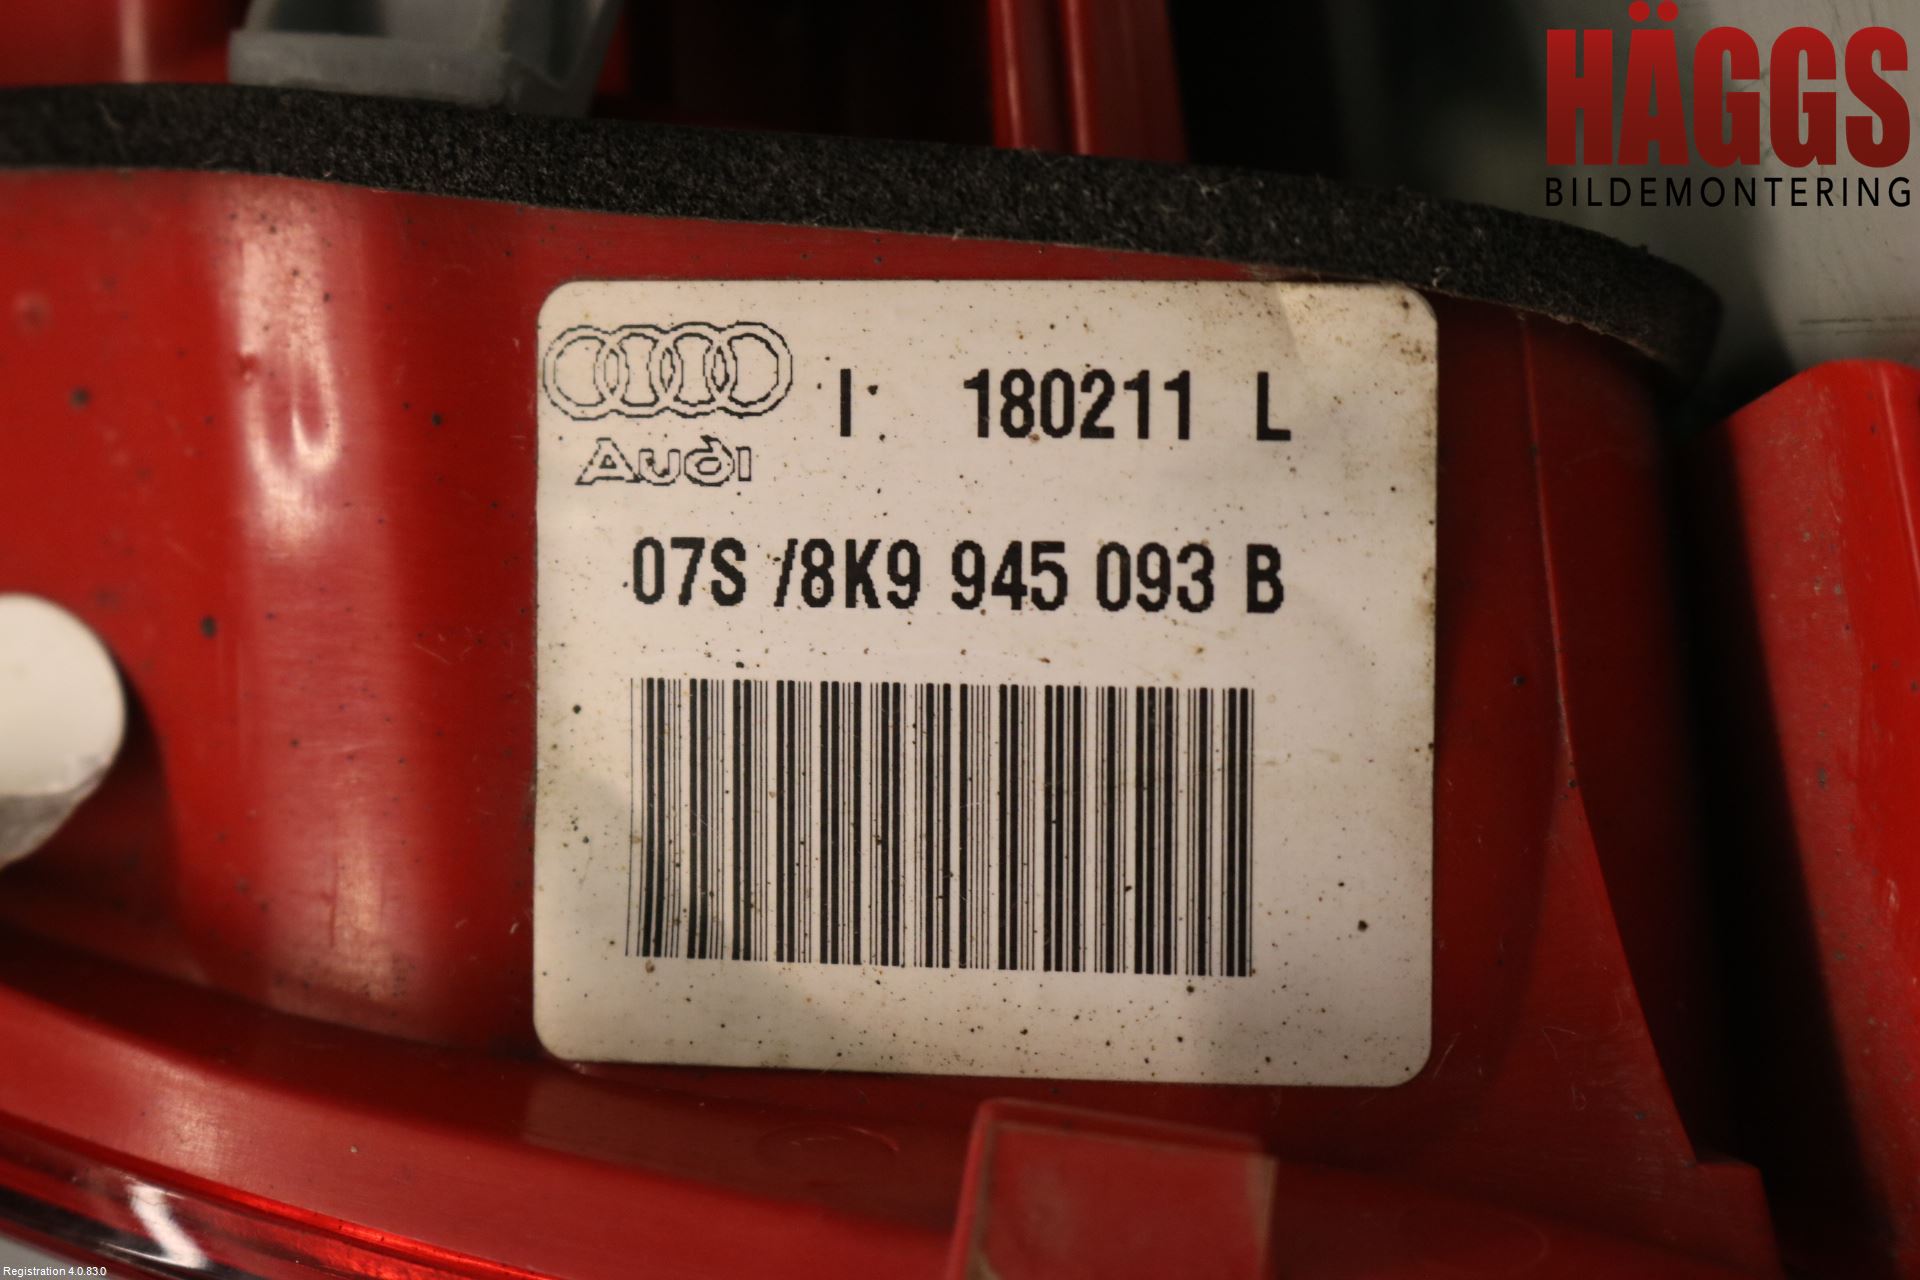 HÄGGS
BILDEMONTERING
I 180211 L
Audi
07S /8K9 945 093 B
Registration 4.0.83.0